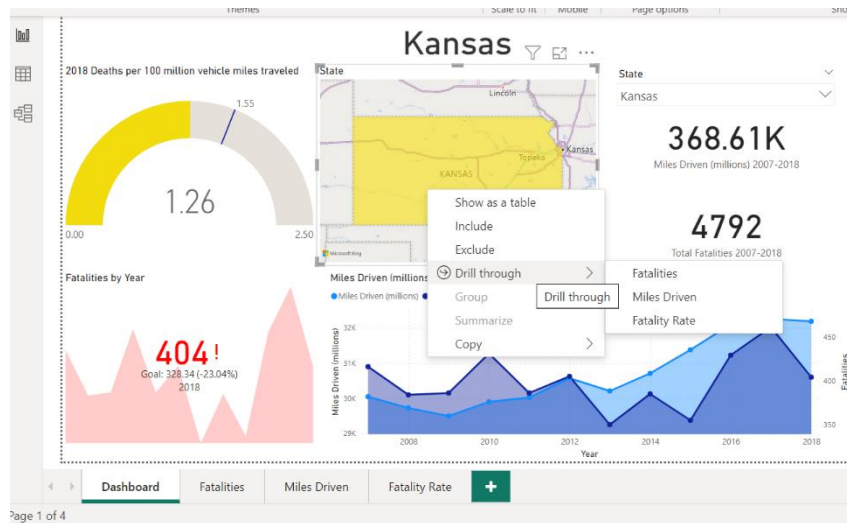 Themes
Scale to fit
Mobile
Page options
Sho
Kansas
2018 Deaths per 100 million vehicle miles traveled
1.55
1.26
0.00
2.50
State
Lincoln
Topeka
Kansas
KANSAS
Microsoft Bing
State
Kansas
368.61K
Miles Driven (millions) 2007-2018
4792
Total Fatalities 2007-2018
Show as a table
Include
Exclude
Drill through
Group
Summarize
Copy
Drill through
Fatalities
Miles Driven
Fatality Rate
Fatalities by Year
404!
Goal: 328.34 (-23.04%)
2018
Miles Driven (millions
Miles Driven (millions)
Miles Driven (millions)
32K
31K
30K
29K
2008
2010
2012
2014
2016
2018
Year
450
400
350
Fatalities
Dashboard
Fatalities
Miles Driven
Fatality Rate
+
Page 1 of 4